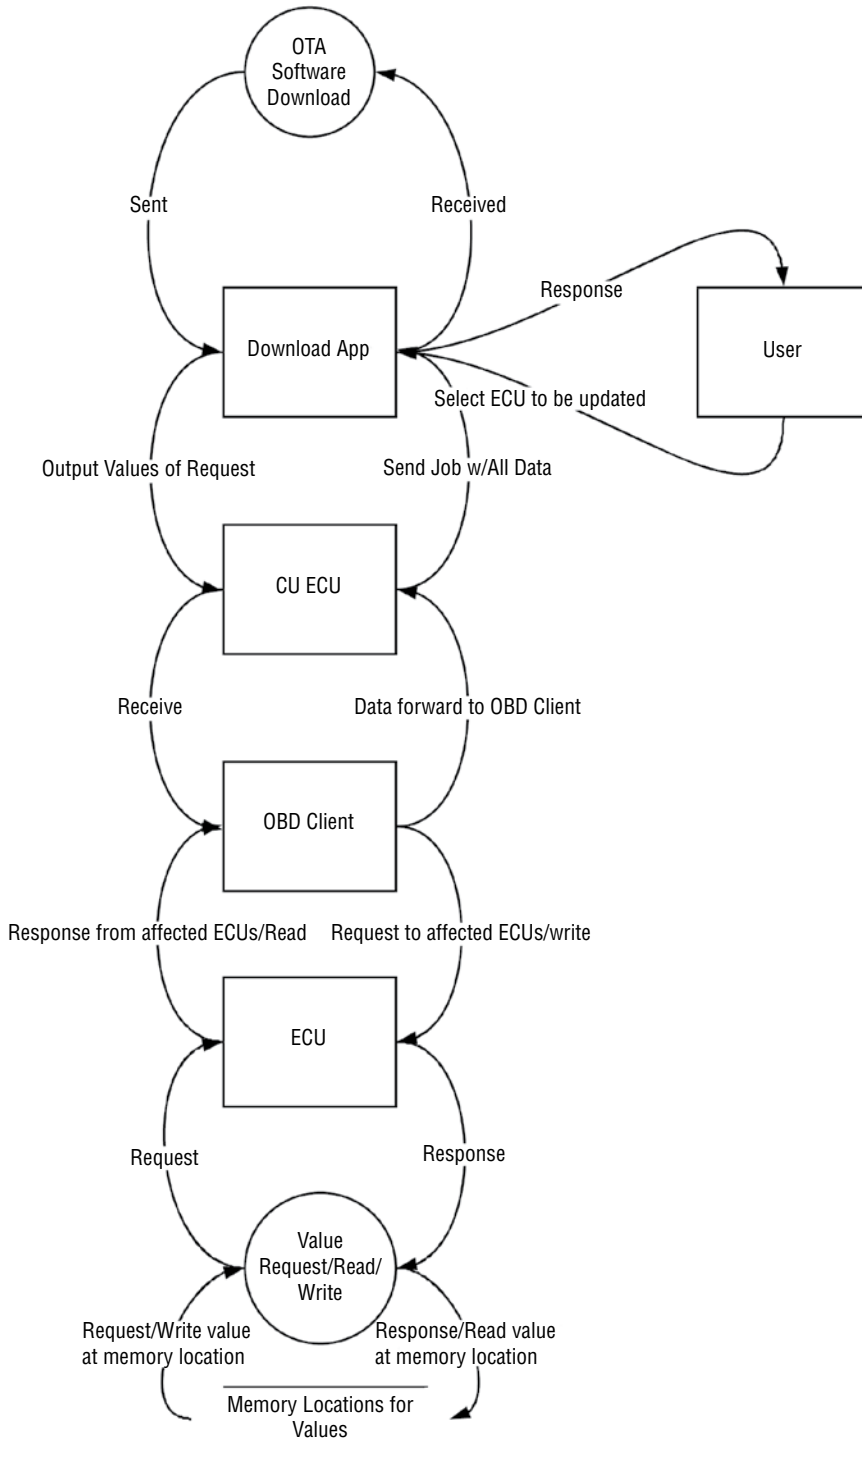 OTA
Software
Download
Sent
Received
Response
Download App
User
Select ECU to be updated
Output Values of Request
Send Job w/All Data
CU ECU
Receive
Data forward to OBD Client
OBD Client
Response from affected ECUs/Read
Request to affected ECUs/write
ECU
Request
Response
Value
Request/Read/
Write
Request/Write value
at memory location
Response/Read value
at memory location
Memory Locations for
Values